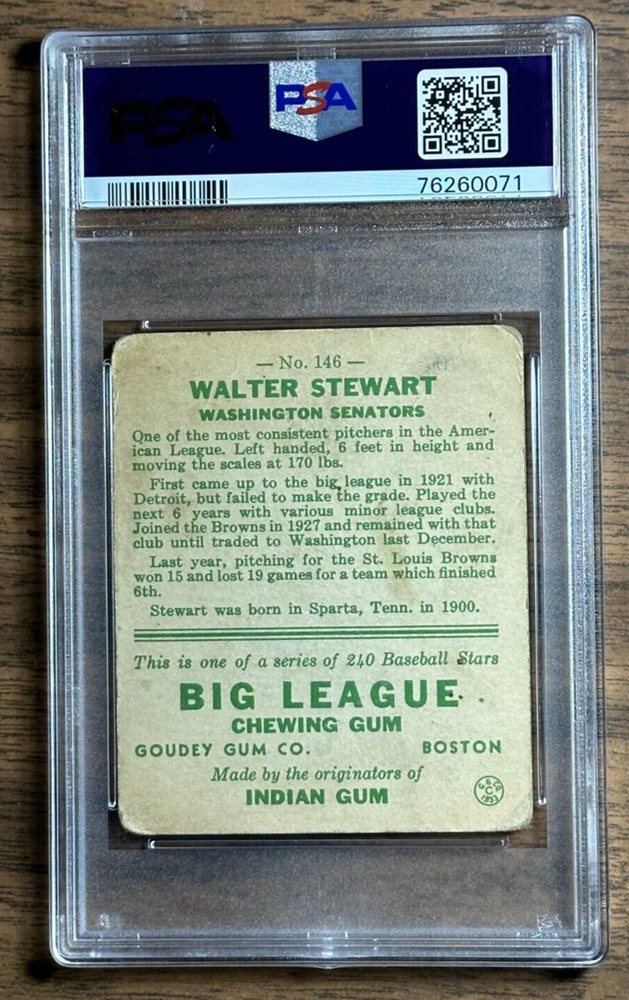 PSA
PSA
76260071
— No. 146 —
WALTER STEWART
WASHINGTON SENATORS
One of the most consistent pitchers in the Amer-
ican League. Left handed, 6 feet in height and
moving the scales at 170 lbs.
First came up to the big league in 1921 with
Detroit, but failed to make the grade. Played the
next 6 years with various minor league clubs.
Joined the Browns in 1927 and remained with that
club until traded to Washington last December.
Last year, pitching for the St. Louis Browns
won 15 and lost 19 games for a team which finished
6th.
Stewart was born in Sparta, Tenn. in 1900.
This is one of a series of 240 Baseball Stars
BIG LEAGUE
CHEWING GUM
GOUDEY GUM CO. BOSTON
Made by the originators of
INDIAN GUM
G.G.CO.
C
1933